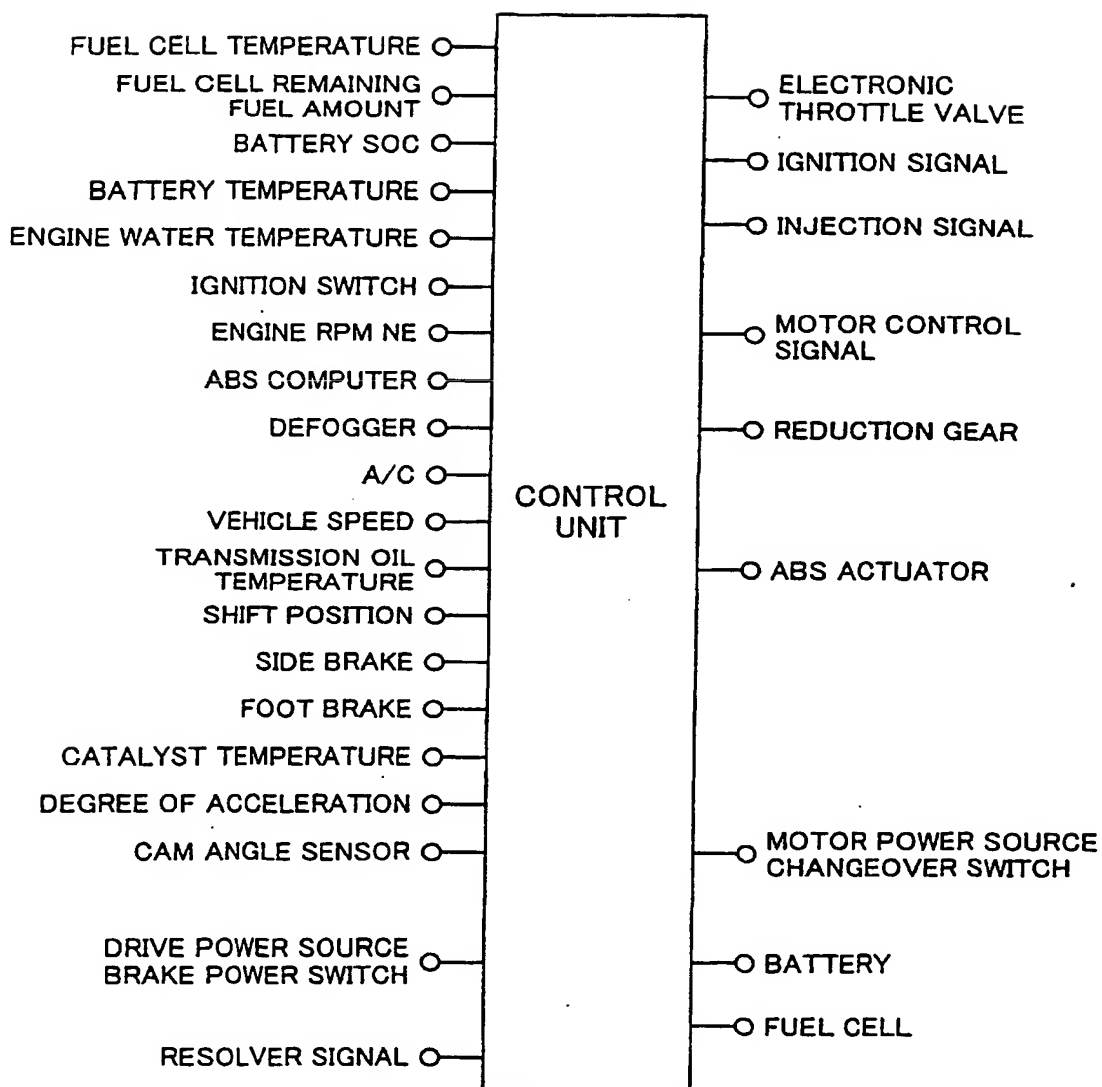 FUEL CELL TEMPERATURE
FUEL CELL REMAINING
FUEL AMOUNT
BATTERY SOC
BATTERY TEMPERATURE
ENGINE WATER TEMPERATURE
IGNITION SWITCH
ENGINE RPM NE
ABS COMPUTER
DEFOGGER
A/C
VEHICLE SPEED
TRANSMISSION OIL
TEMPERATURE
SHIFT POSITION
SIDE BRAKE
FOOT BRAKE
CATALYST TEMPERATURE
DEGREE OF ACCELERATION
CAM ANGLE SENSOR
DRIVE POWER SOURCE
BRAKE POWER SWITCH
RESOLVER SIGNAL
CONTROL
UNIT
ELECTRONIC
THROTTLE VALVE
IGNITION SIGNAL
INJECTION SIGNAL
MOTOR CONTROL
SIGNAL
REDUCTION GEAR
ABS ACTUATOR
MOTOR POWER SOURCE
CHANGEOVER SWITCH
BATTERY
FUEL CELL